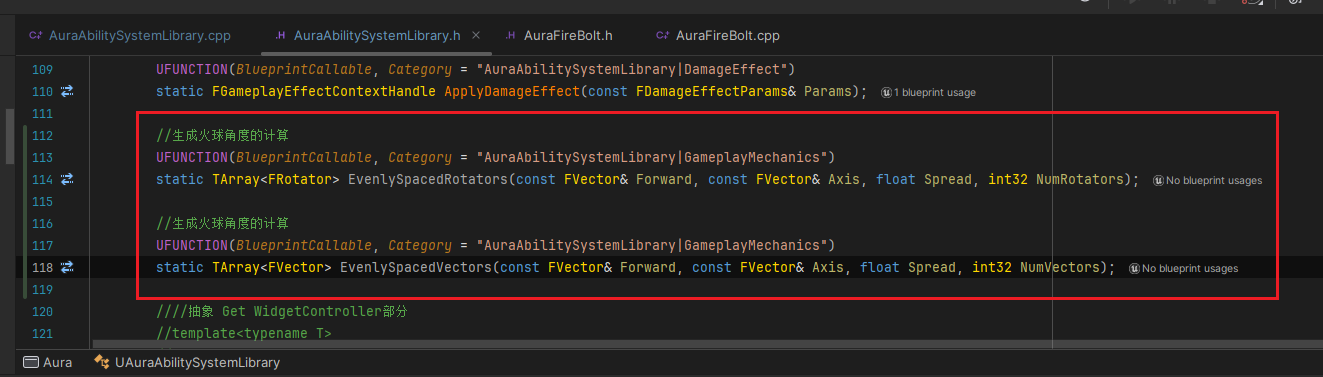 AuraAbilitySystemLibrary.cpp AuraAbilitySystemLibrary.h AuraFireBolt.h AuraFireBolt.cpp
109 UFUNCTION(BlueprintCallable, Category = "AuraAbilitySystemLibrary|DamageEffect")
110 static FGameplayEffectContextHandle ApplyDamageEffect(const FDamageEffectParams& Params); 1 blueprint usage
111
112 //生成火球角度的计算
113 UFUNCTION(BlueprintCallable, Category = "AuraAbilitySystemLibrary|GameplayMechanics")
114 static TArray<FRotator> EvenlySpacedRotators(const FVector& Forward, const FVector& Axis, float Spread, int32 NumRotators); No blueprint usages
115
116 //生成火球角度的计算
117 UFUNCTION(BlueprintCallable, Category = "AuraAbilitySystemLibrary|GameplayMechanics")
118 static TArray<FVector> EvenlySpacedVectors(const FVector& Forward, const FVector& Axis, float Spread, int32 NumVectors); No blueprint usages
119
120 ////抽象 Get WidgetController部分
121 //template<typename T>
Aura UAuraAbilitySystemLibrary